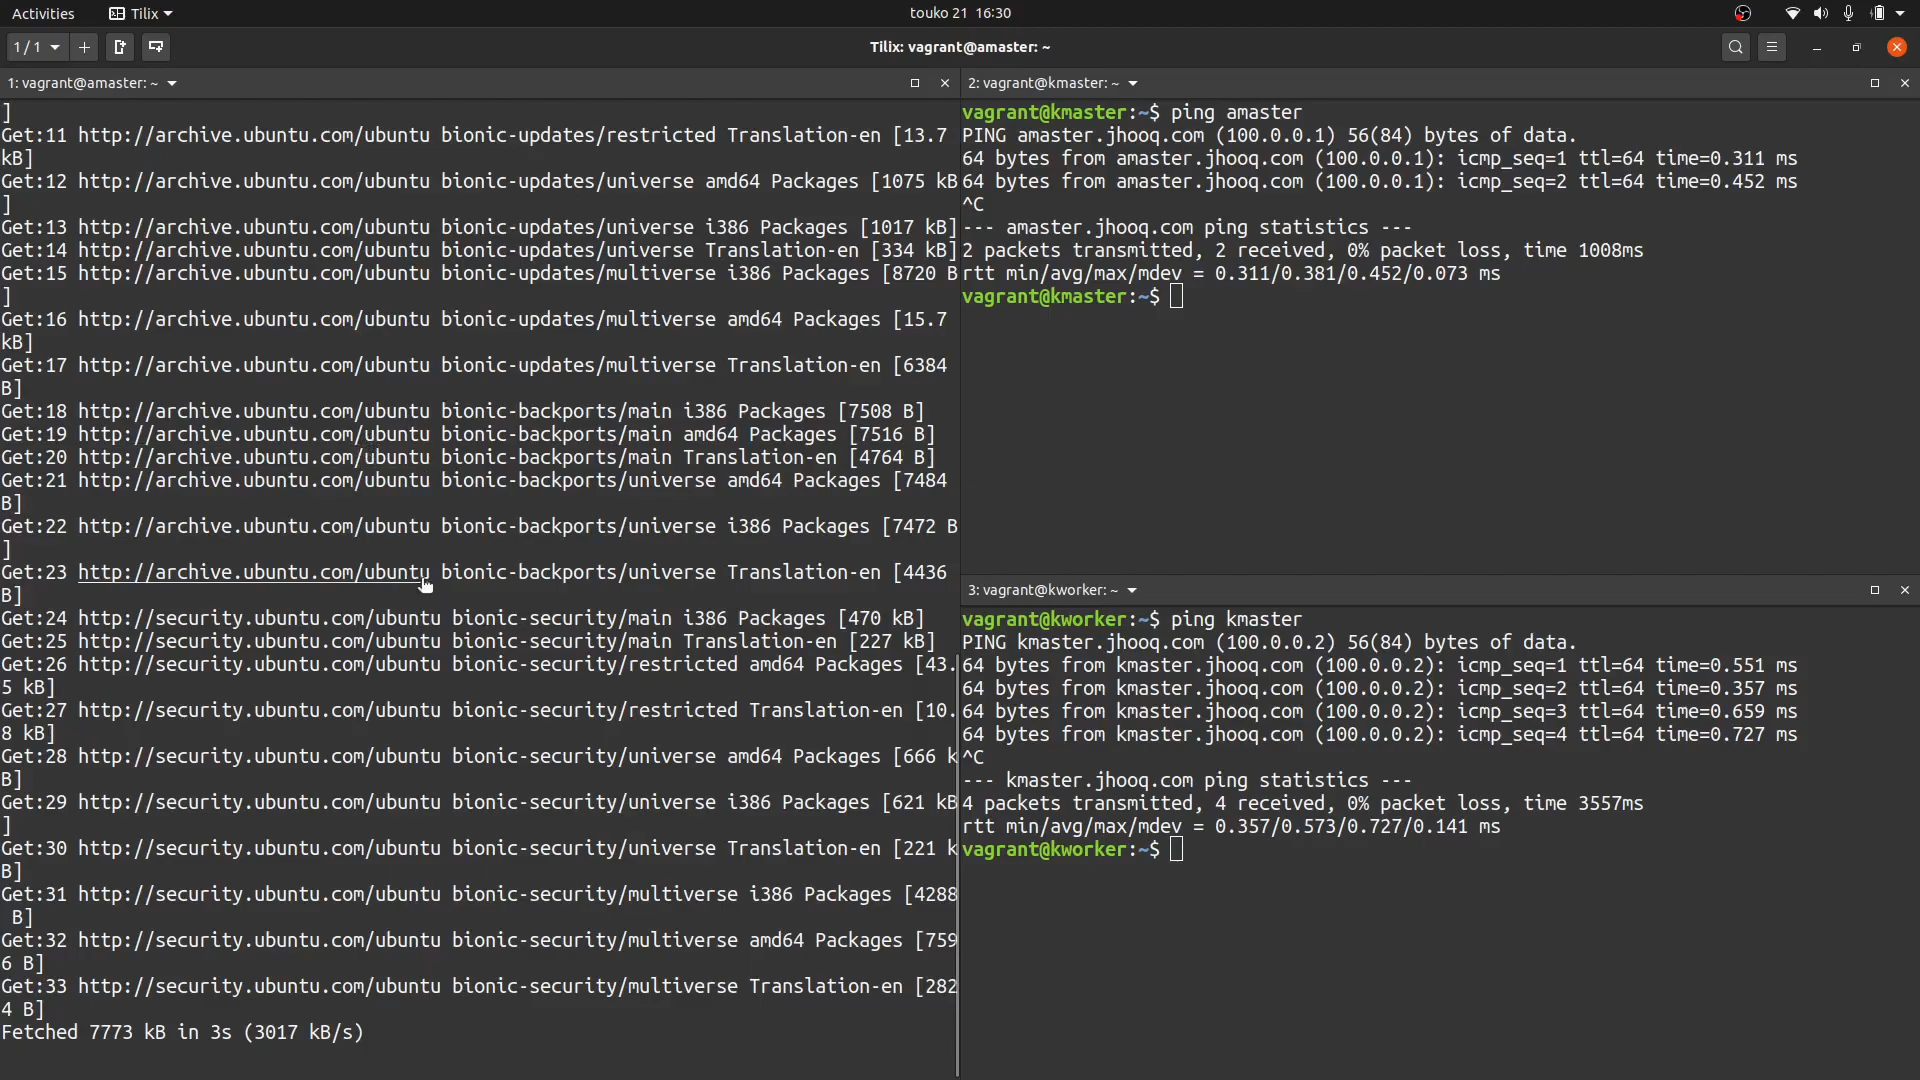 Activities
Tilix
touko 21 16:30
1 / 1
Tilix: vagrant@amaster: ~
1: vagrant@amaster: ~
]
Get:11 http://archive.ubuntu.com/ubuntu bionic-updates/restricted Translation-en [13.7
kB]
Get:12 http://archive.ubuntu.com/ubuntu bionic-updates/universe amd64 Packages [1075 kB
]
Get:13 http://archive.ubuntu.com/ubuntu bionic-updates/universe i386 Packages [1017 kB]
Get:14 http://archive.ubuntu.com/ubuntu bionic-updates/universe Translation-en [334 kB]
Get:15 http://archive.ubuntu.com/ubuntu bionic-updates/multiverse i386 Packages [8720 B
]
Get:16 http://archive.ubuntu.com/ubuntu bionic-updates/multiverse amd64 Packages [15.7
kB]
Get:17 http://archive.ubuntu.com/ubuntu bionic-updates/multiverse Translation-en [6384
B]
Get:18 http://archive.ubuntu.com/ubuntu bionic-backports/main i386 Packages [7508 B]
Get:19 http://archive.ubuntu.com/ubuntu bionic-backports/main amd64 Packages [7516 B]
Get:20 http://archive.ubuntu.com/ubuntu bionic-backports/main Translation-en [4764 B]
Get:21 http://archive.ubuntu.com/ubuntu bionic-backports/universe amd64 Packages [7484
B]
Get:22 http://archive.ubuntu.com/ubuntu bionic-backports/universe i386 Packages [7472 B
]
Get:23 http://archive.ubuntu.com/ubuntu bionic-backports/universe Translation-en [4436
B]
Get:24 http://security.ubuntu.com/ubuntu bionic-security/main i386 Packages [470 kB]
Get:25 http://security.ubuntu.com/ubuntu bionic-security/main Translation-en [227 kB]
Get:26 http://security.ubuntu.com/ubuntu bionic-security/restricted amd64 Packages [43.
5 kB]
Get:27 http://security.ubuntu.com/ubuntu bionic-security/restricted Translation-en [10.
8 kB]
Get:28 http://security.ubuntu.com/ubuntu bionic-security/universe amd64 Packages [666 k
B]
Get:29 http://security.ubuntu.com/ubuntu bionic-security/universe i386 Packages [621 kB
]
Get:30 http://security.ubuntu.com/ubuntu bionic-security/universe Translation-en [221 k
B]
Get:31 http://security.ubuntu.com/ubuntu bionic-security/multiverse i386 Packages [4288
 B]
Get:32 http://security.ubuntu.com/ubuntu bionic-security/multiverse amd64 Packages [759
6 B]
Get:33 http://security.ubuntu.com/ubuntu bionic-security/multiverse Translation-en [282
4 B]
Fetched 7773 kB in 3s (3017 kB/s)
2: vagrant@kmaster: ~
vagrant@kmaster:~$ ping amaster
PING amaster.jhooq.com (100.0.0.1) 56(84) bytes of data.
64 bytes from amaster.jhooq.com (100.0.0.1): icmp_seq=1 ttl=64 time=0.311 ms
64 bytes from amaster.jhooq.com (100.0.0.1): icmp_seq=2 ttl=64 time=0.452 ms
^C
--- amaster.jhooq.com ping statistics ---
2 packets transmitted, 2 received, 0% packet loss, time 1008ms
rtt min/avg/max/mdev = 0.311/0.381/0.452/0.073 ms
vagrant@kmaster:~$
3: vagrant@kworker: ~
vagrant@kworker:~$ ping kmaster
PING kmaster.jhooq.com (100.0.0.2) 56(84) bytes of data.
64 bytes from kmaster.jhooq.com (100.0.0.2): icmp_seq=1 ttl=64 time=0.551 ms
64 bytes from kmaster.jhooq.com (100.0.0.2): icmp_seq=2 ttl=64 time=0.357 ms
64 bytes from kmaster.jhooq.com (100.0.0.2): icmp_seq=3 ttl=64 time=0.659 ms
64 bytes from kmaster.jhooq.com (100.0.0.2): icmp_seq=4 ttl=64 time=0.727 ms
^C
--- kmaster.jhooq.com ping statistics ---
4 packets transmitted, 4 received, 0% packet loss, time 3557ms
rtt min/avg/max/mdev = 0.357/0.573/0.727/0.141 ms
vagrant@kworker:~$